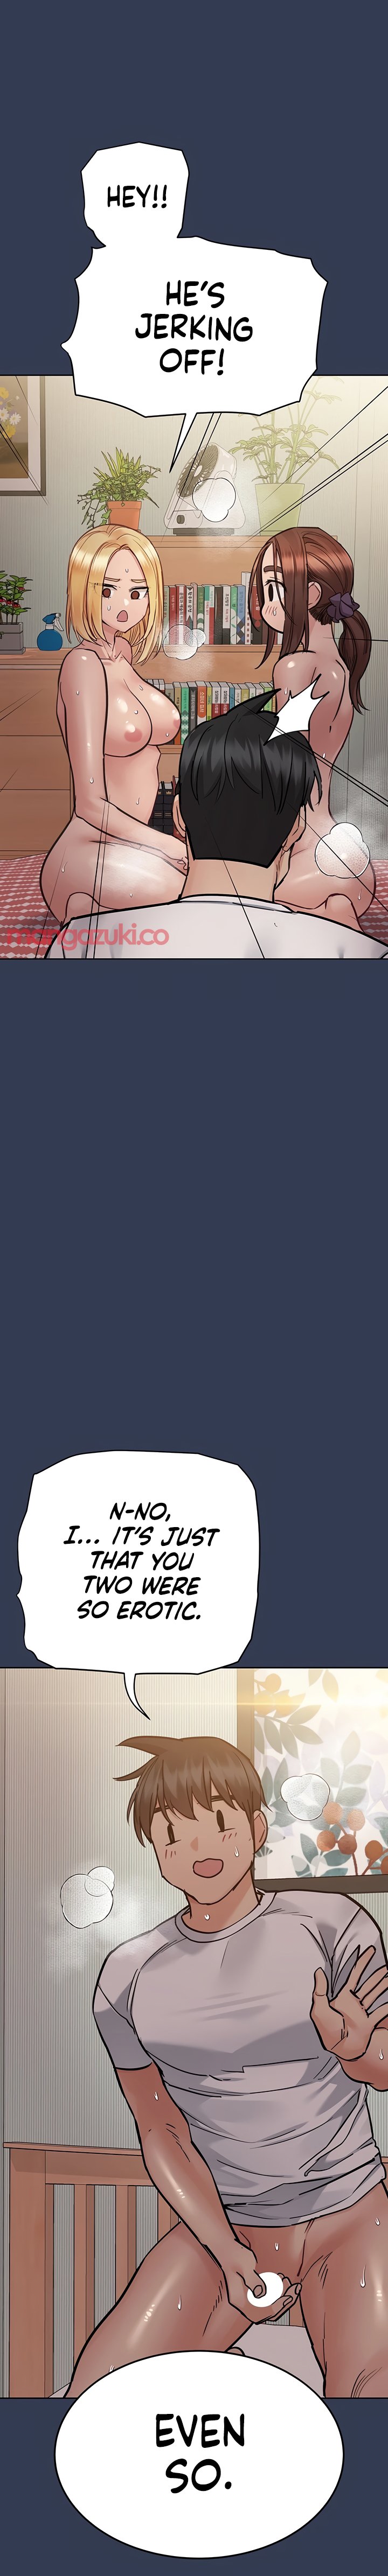 HEY!!
HE'S
JERKING
OFF!
mangazuki.co
N-NO,
I... IT'S JUST
THAT YOU
TWO WERE
SO EROTIC.
EVEN
SO.